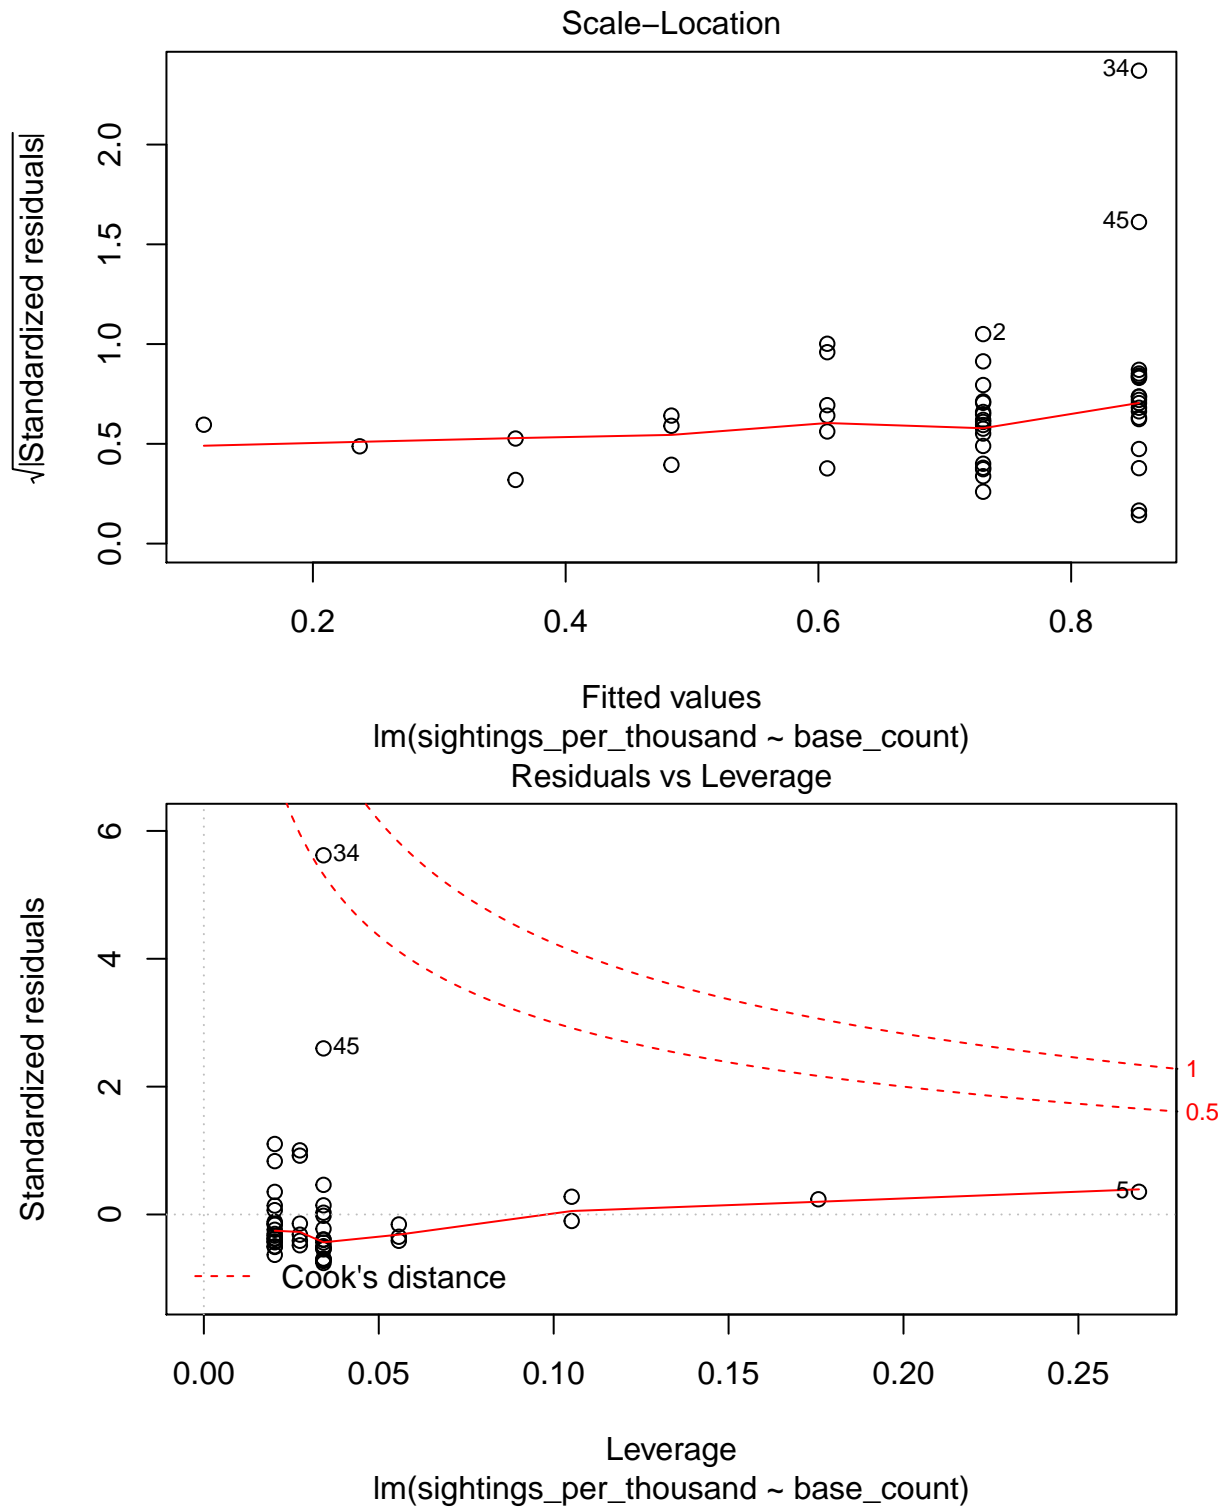 Scale−Location
34
45
2
2.0
1.5
1.0
0.5
0.0
√|Standardized residuals|
0.2 0.4 0.6 0.8
Fitted values
lm(sightings_per_thousand ~ base_count)
Residuals vs Leverage
6
4
2
0
Standardized residuals
34
45
5
1
0.5
Cook's distance
0.00 0.05 0.10 0.15 0.20 0.25
Leverage
lm(sightings_per_thousand ~ base_count)